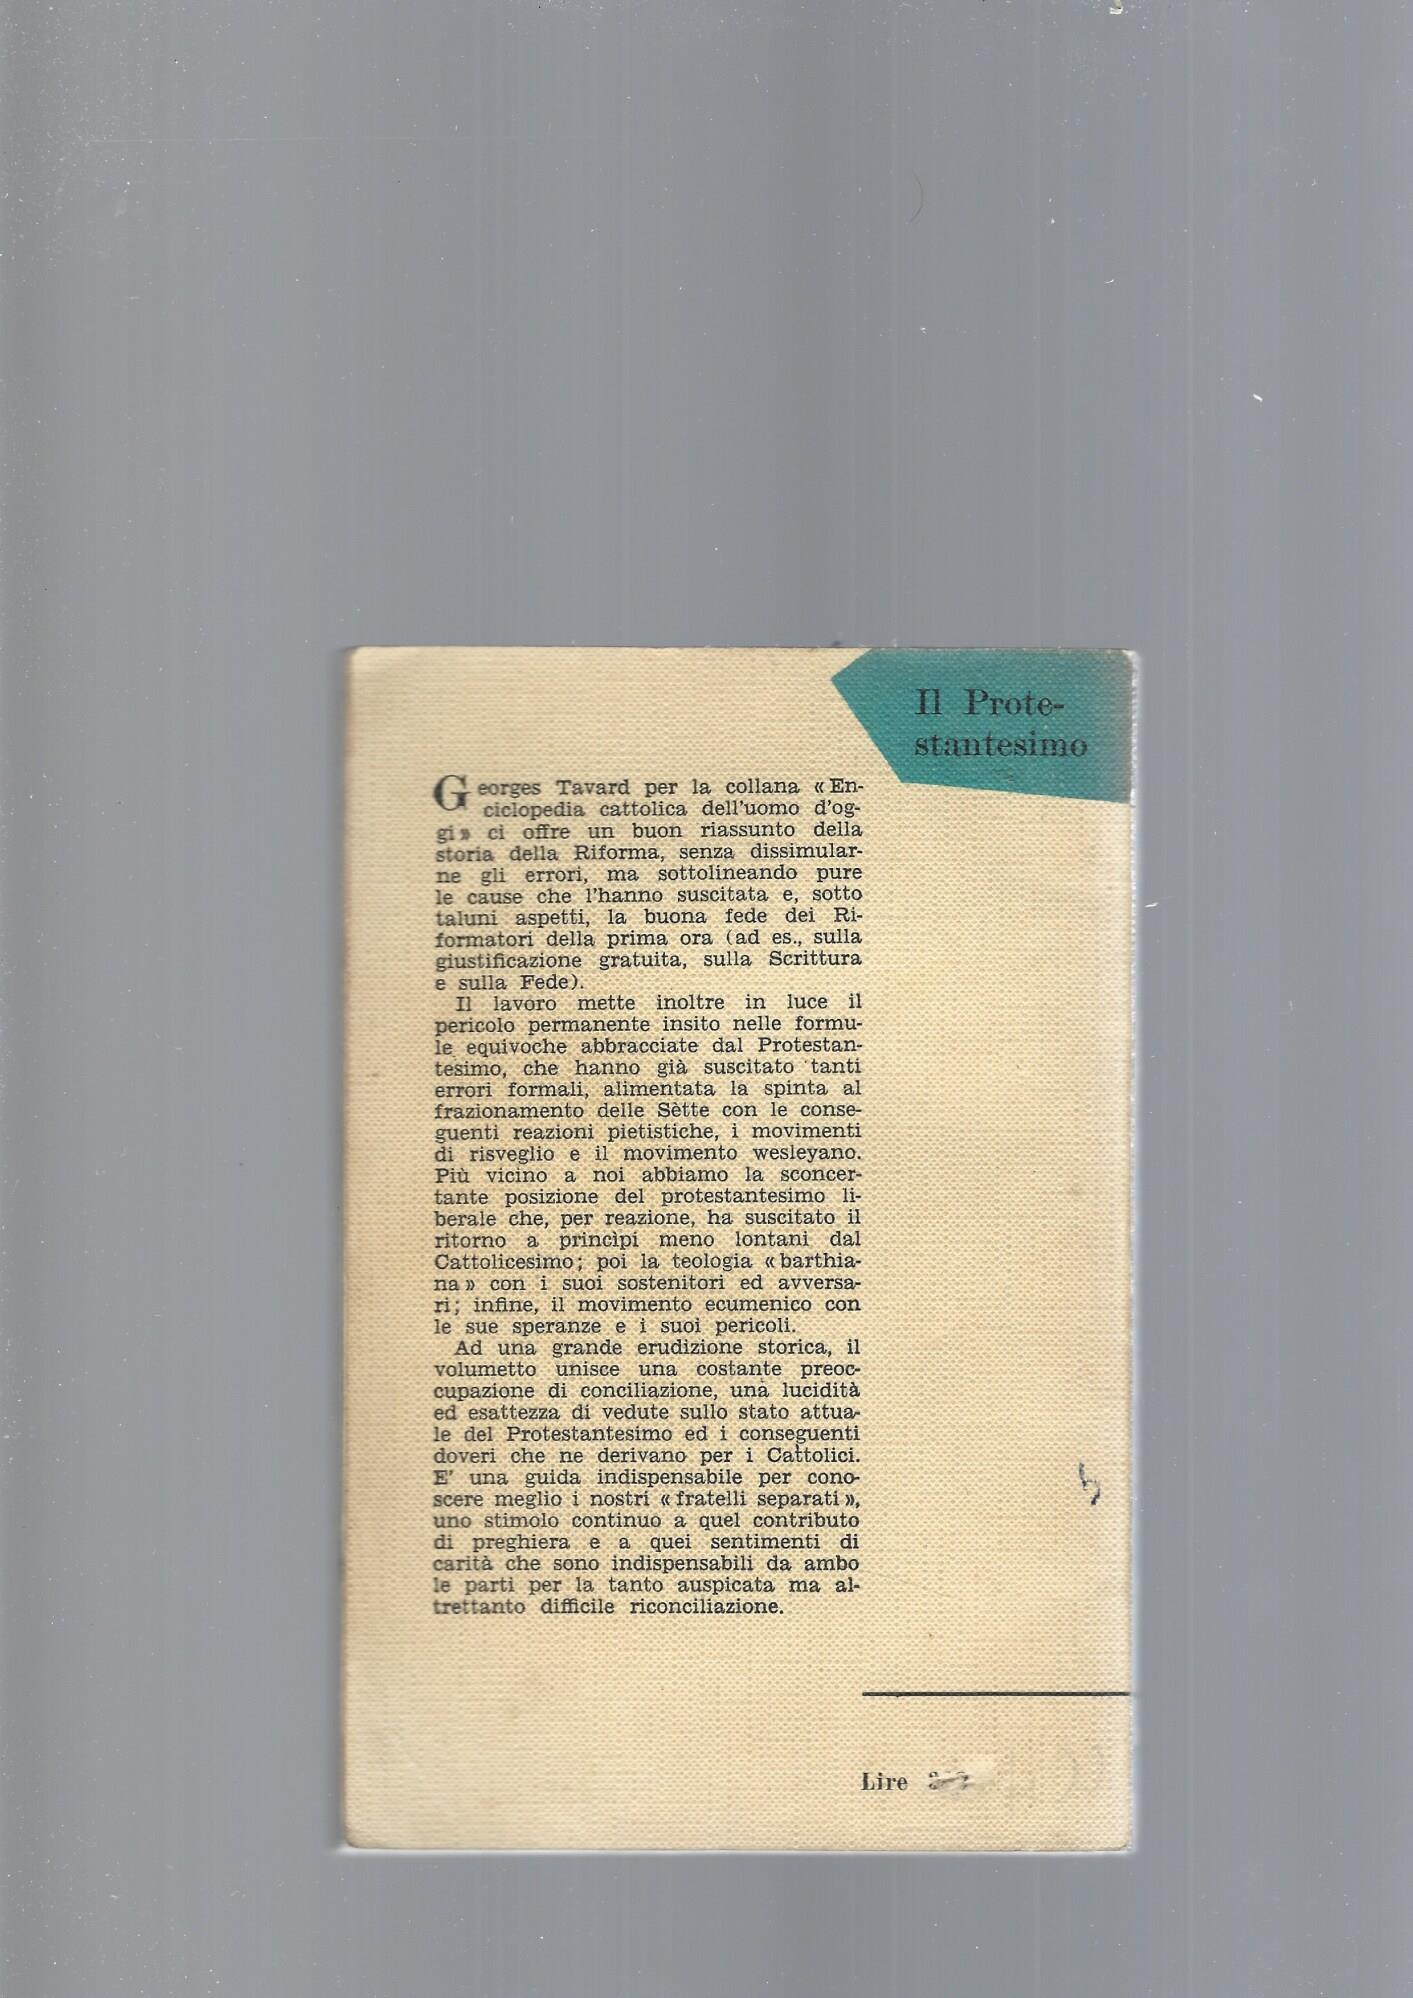 Il Prote-
stantesimo
Georges Tavard per la collana «En-
ciclopedia cattolica dell'uomo d'og-
gi» ci offre un buon riassunto della
storia della Riforma, senza dissimular-
ne gli errori, ma sottolineando pure
le cause che l'hanno suscitata e, sotto
taluni aspetti, la buona fede dei Ri-
formatori della prima ora (ad es., sulla
giustificazione gratuita, sulla Scrittura
e sulla Fede).
Il lavoro mette inoltre in luce il
pericolo permanente insito nelle formu-
le equivoche abbracciate dal Protestan-
tesimo, che hanno già suscitato tanti
errori formali, alimentata la spinta al
frazionamento delle Sètte con le conse-
guenti reazioni pietistiche, i movimenti
di risveglio e il movimento wesleyano.
Più vicino a noi abbiamo la sconcer-
tante posizione del protestantesimo li-
berale che, per reazione, ha suscitato il
ritorno a principi meno lontani dal
Cattolicesimo; poi la teologia «barthia-
na» con i suoi sostenitori ed avversa-
ri; infine, il movimento ecumenico con
le sue speranze e i suoi pericoli.
Ad una grande erudizione storica, il
volumetto unisce una costante preoc-
cupazione di conciliazione, una lucidità
ed esattezza di vedute sullo stato attua-
le del Protestantesimo ed i conseguenti
doveri che ne derivano per i Cattolici.
E' una guida indispensabile per cono-
scere meglio i nostri «fratelli separati»,
uno stimolo continuo a quel contributo
di preghiera e a quei sentimenti di
carità che sono indispensabili da ambo
le parti per la tanto auspicata ma al-
trettanto difficile riconciliazione.
Lire